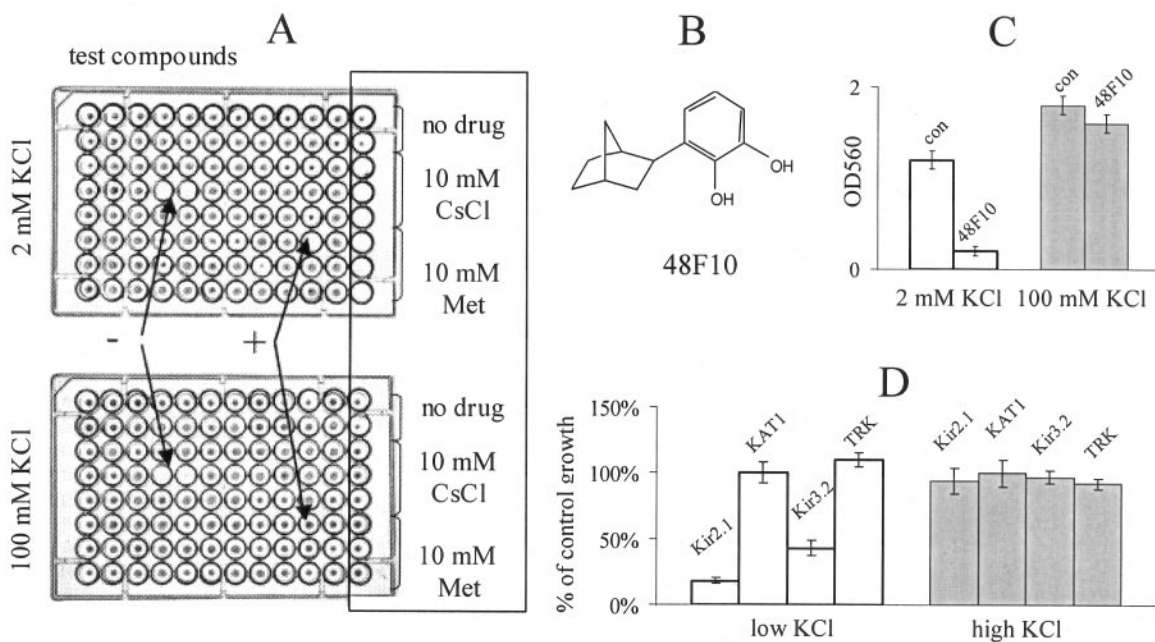 A
test compounds
2 mM KCl
no drug
10 mM
CsCl
10 mM
Met
-
+
100 mM KCl
no drug
10 mM
CsCl
10 mM
Met
B
OH
OH
48F10
C
OD560
2
0
con
48F10
con
48F10
2 mM KCl
100 mM KCl
D
% of control growth
150%
100%
50%
0%
Kir2.1
KAT1
Kir3.2
TRK
Kir2.1
KAT1
Kir3.2
TRK
low KCl
high KCl